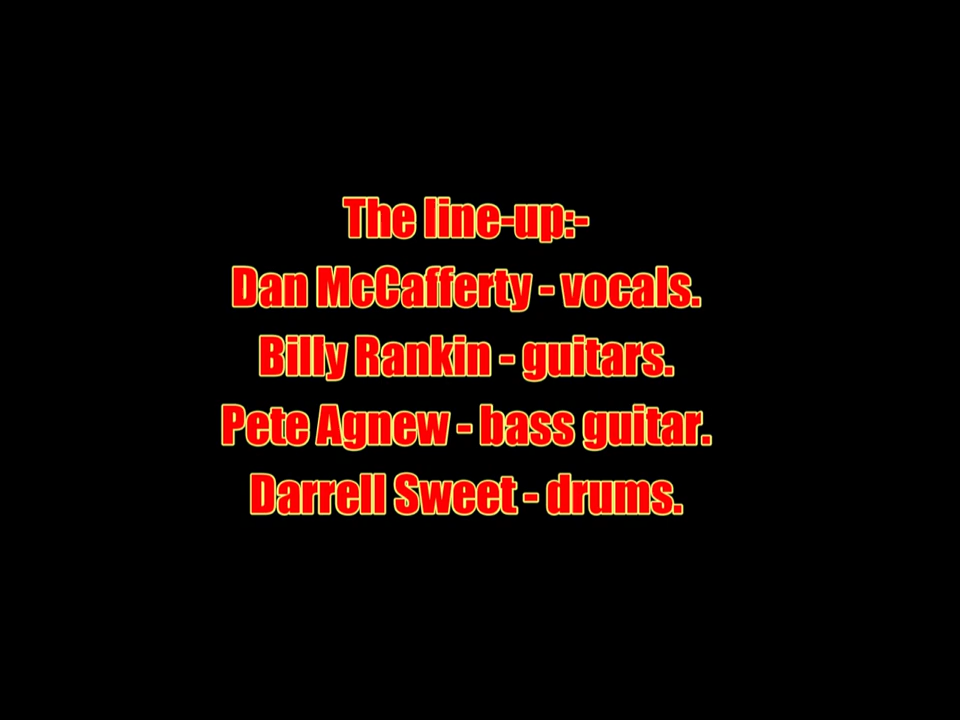 The line-up:-
Dan McCafferty - vocals.
Billy Rankin - guitars.
Pete Agnew - bass guitar.
Darrell Sweet - drums.